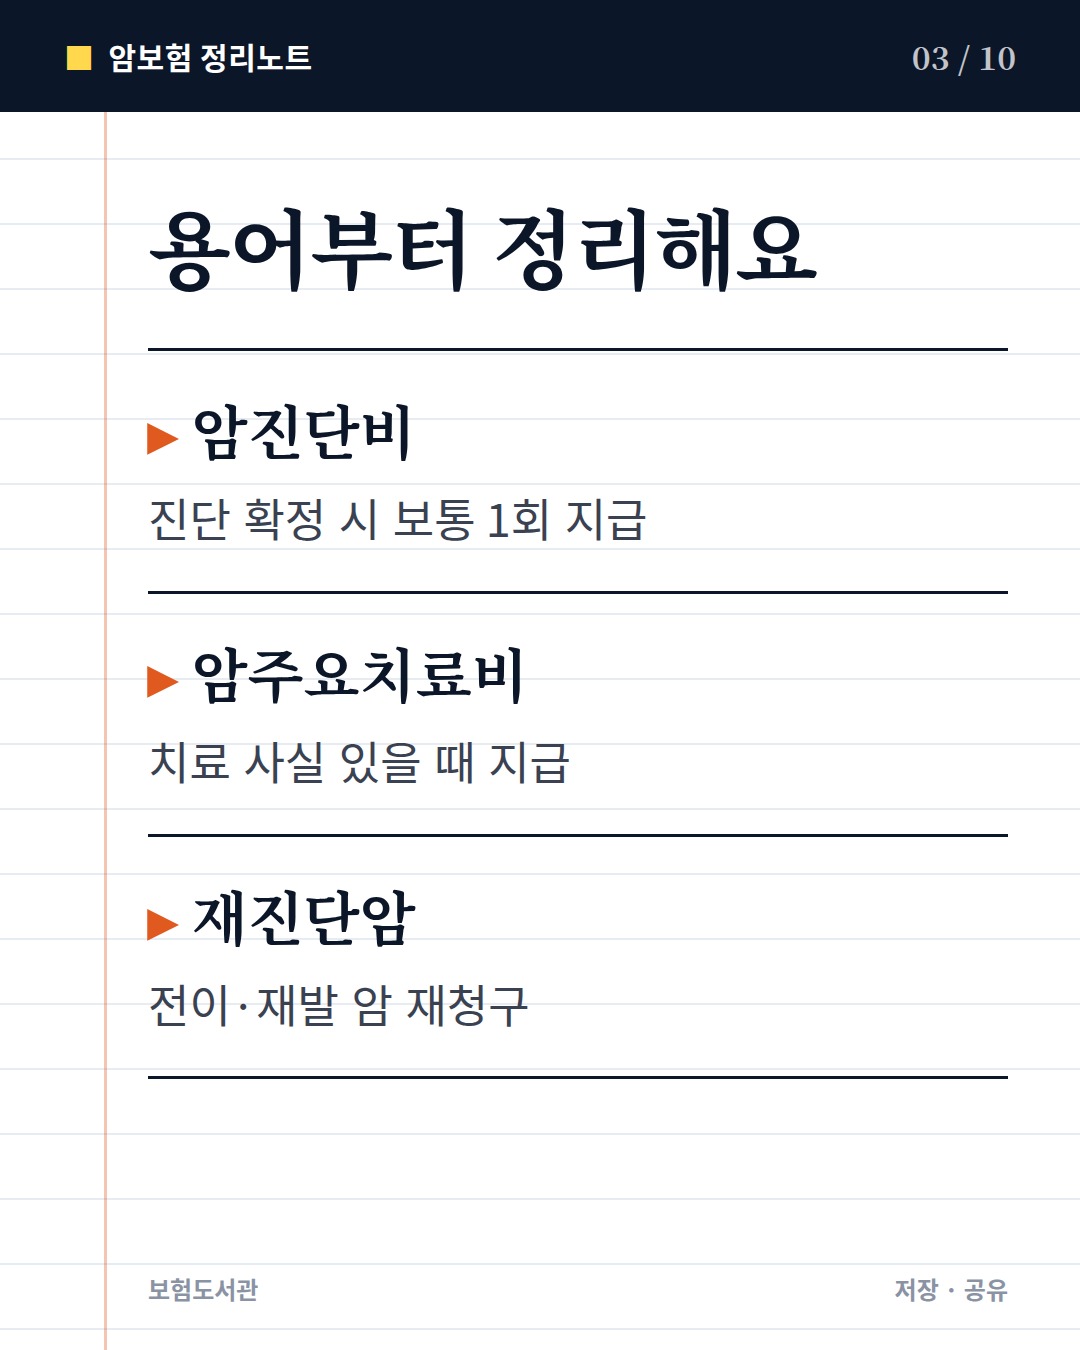 ■ 암보험 정리노트
03 / 10
용어부터 정리해요
▶ 암진단비
진단 확정 시 보통 1회 지급
▶ 암주요치료비
치료 사실 있을 때 지급
▶ 재진단암
전이·재발 암 재청구
보험도서관
저장 · 공유